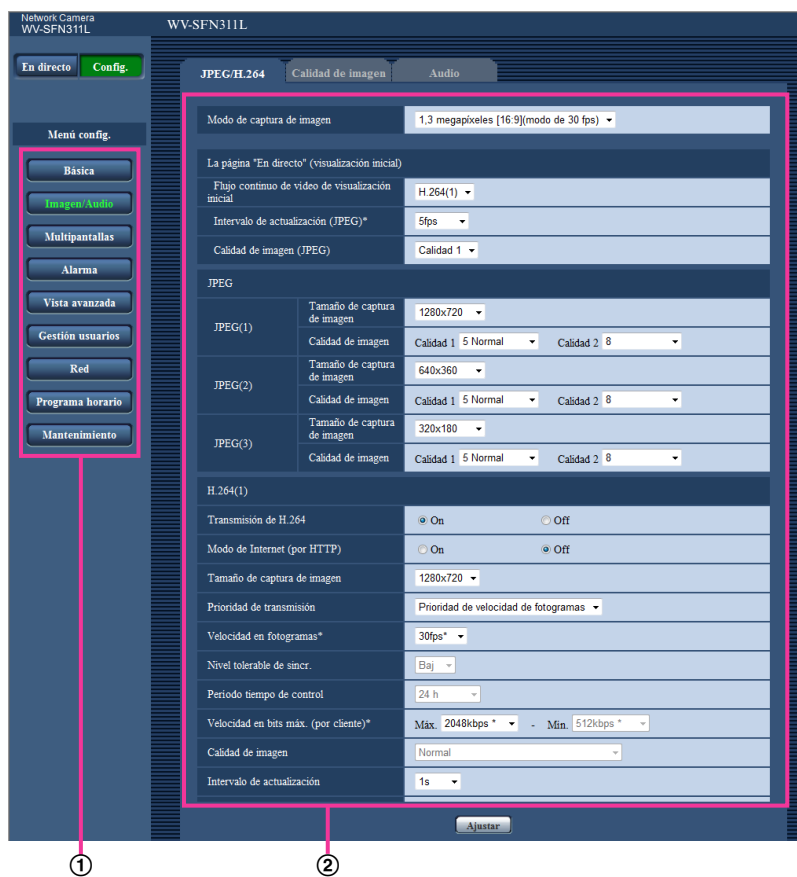 Network Camera
WV-SFN311L
WV-SFN311L
En directo
Config.
Menú config.
Básica
Imagen/Audio
Multipantallas
Alarma
Vista avanzada
Gestión usuarios
Red
Programa horario
Mantenimiento
JPEG/H.264
Calidad de imagen
Audio
Modo de captura de imagen
1,3 megapíxeles [16:9](modo de 30 fps)
La página "En directo" (visualización inicial)
Flujo continuo de vídeo de visualización
inicial
H.264(1)
Intervalo de actualización (JPEG)*
5fps
Calidad de imagen (JPEG)
Calidad 1
JPEG
JPEG(1)
Tamaño de captura
de imagen
1280x720
Calidad de imagen
Calidad 1 5 Normal Calidad 2 8
JPEG(2)
Tamaño de captura
de imagen
640x360
Calidad de imagen
Calidad 1 5 Normal Calidad 2 8
JPEG(3)
Tamaño de captura
de imagen
320x180
Calidad de imagen
Calidad 1 5 Normal Calidad 2 8
H.264(1)
Transmisión de H.264
On Off
Modo de Internet (por HTTP)
On Off
Tamaño de captura de imagen
1280x720
Prioridad de transmisión
Prioridad de velocidad de fotogramas
Velocidad en fotogramas*
30fps*
Nivel tolerable de sincr.
Baj
Periodo tiempo de control
24 h
Velocidad en bits máx. (por cliente)*
Máx. 2048kbps * - Mín. 512kbps *
Calidad de imagen
Normal
Intervalo de actualización
1s
Ajustar
①
②